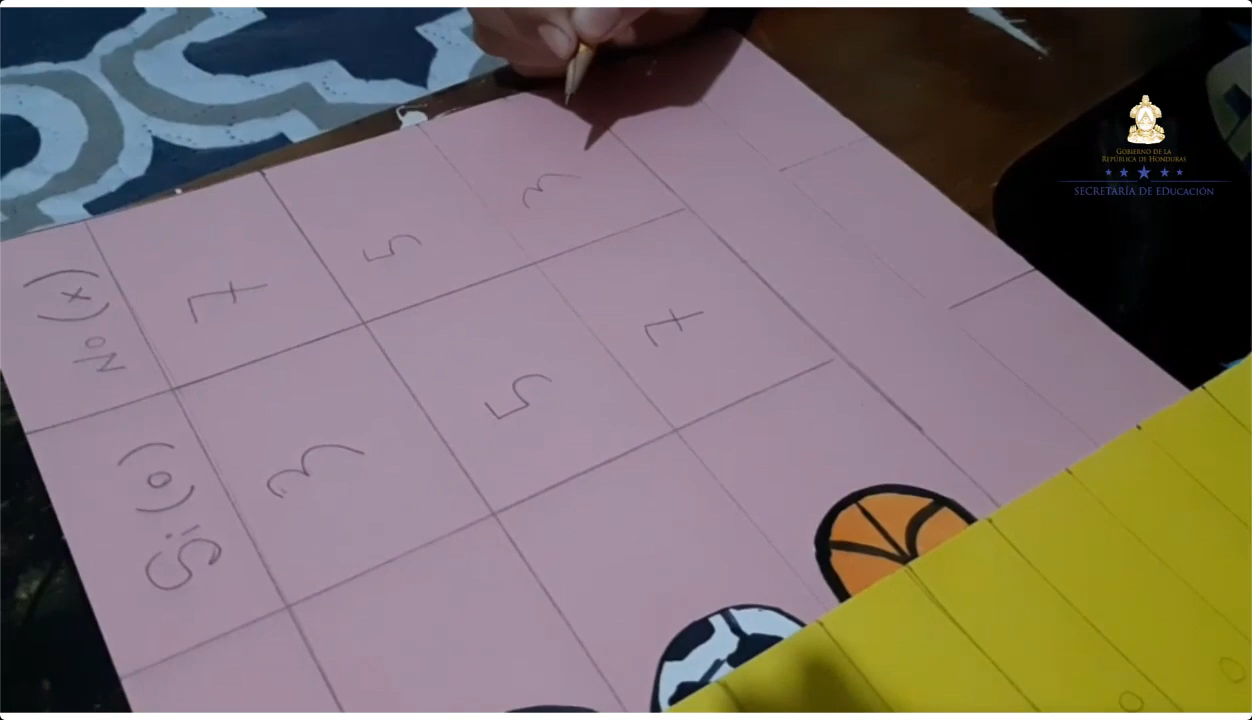 Si (o) No (x)
3 7
5 5
7 3
GOBIERNO DE LA
REPÚBLICA DE HONDURAS
SECRETARÍA DE EDUCACIÓN